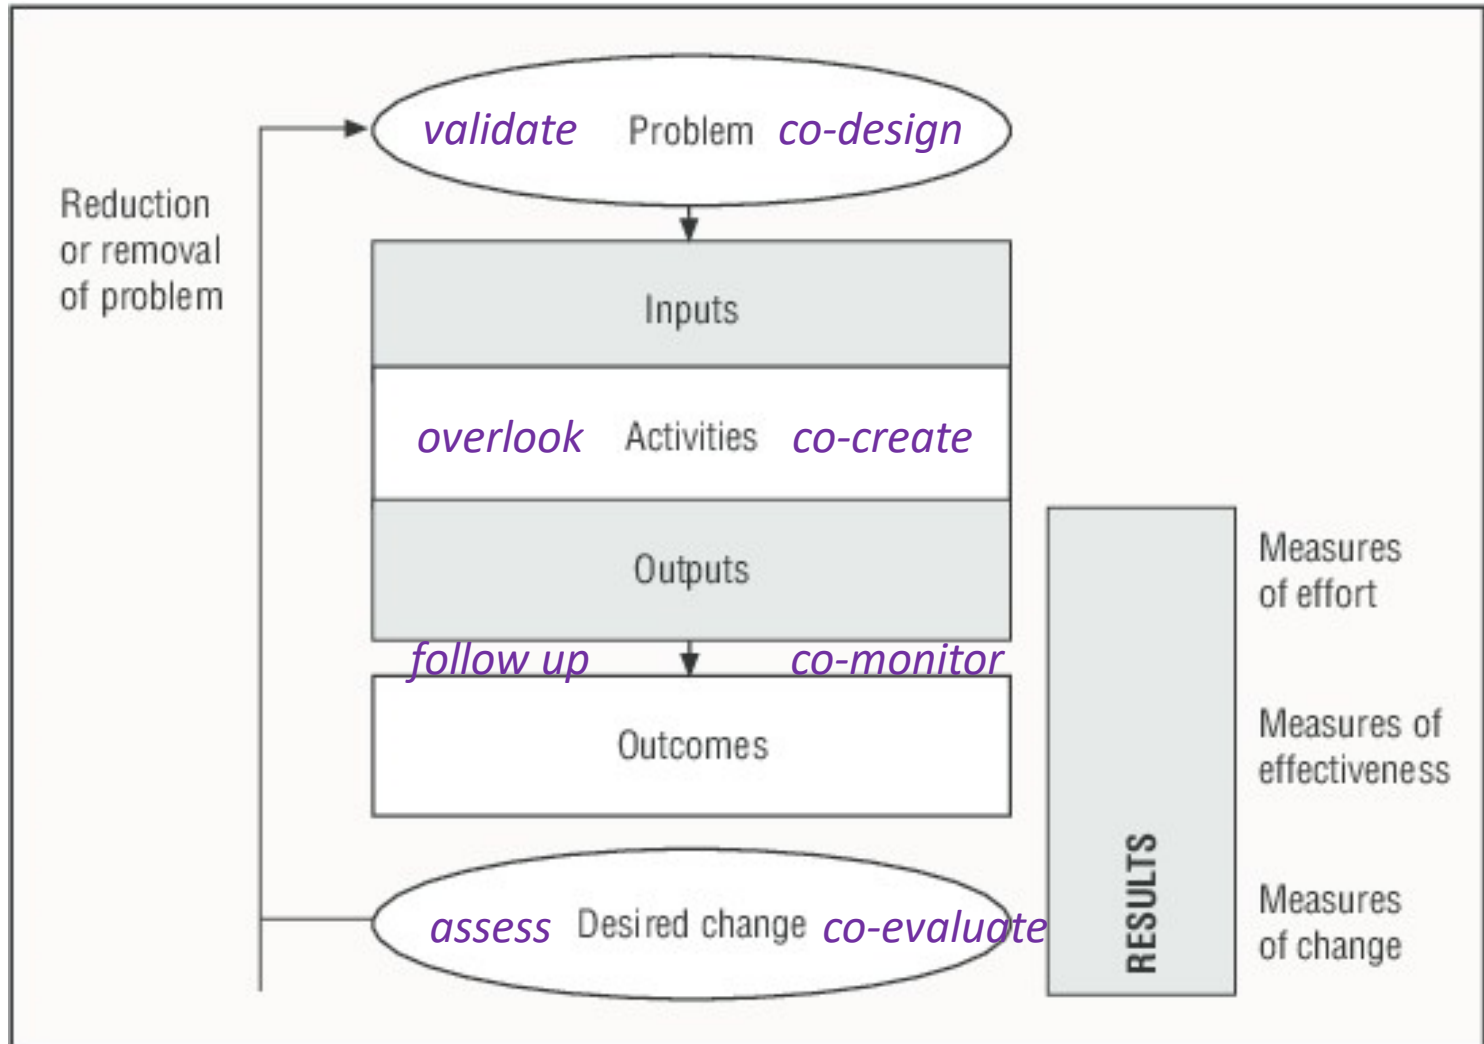 validate Problem co-design
Reduction
or removal
of problem
Inputs
overlook Activities co-create
Outputs
Measures
of effort
follow up co-monitor
Outcomes
Measures of
effectiveness
assess Desired change co-evaluate
RESULTS
Measures
of change